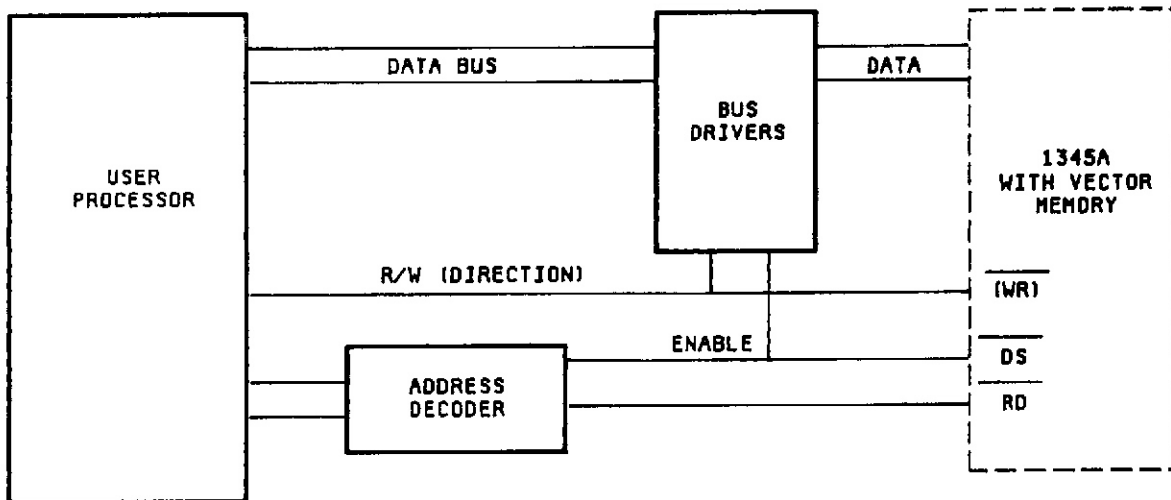 DATA BUS
DATA
BUS
DRIVERS
1345A
WITH VECTOR
MEMORY
USER
PROCESSOR
R/W (DIRECTION)
(WR)
ENABLE
DS
ADDRESS
DECODER
RD